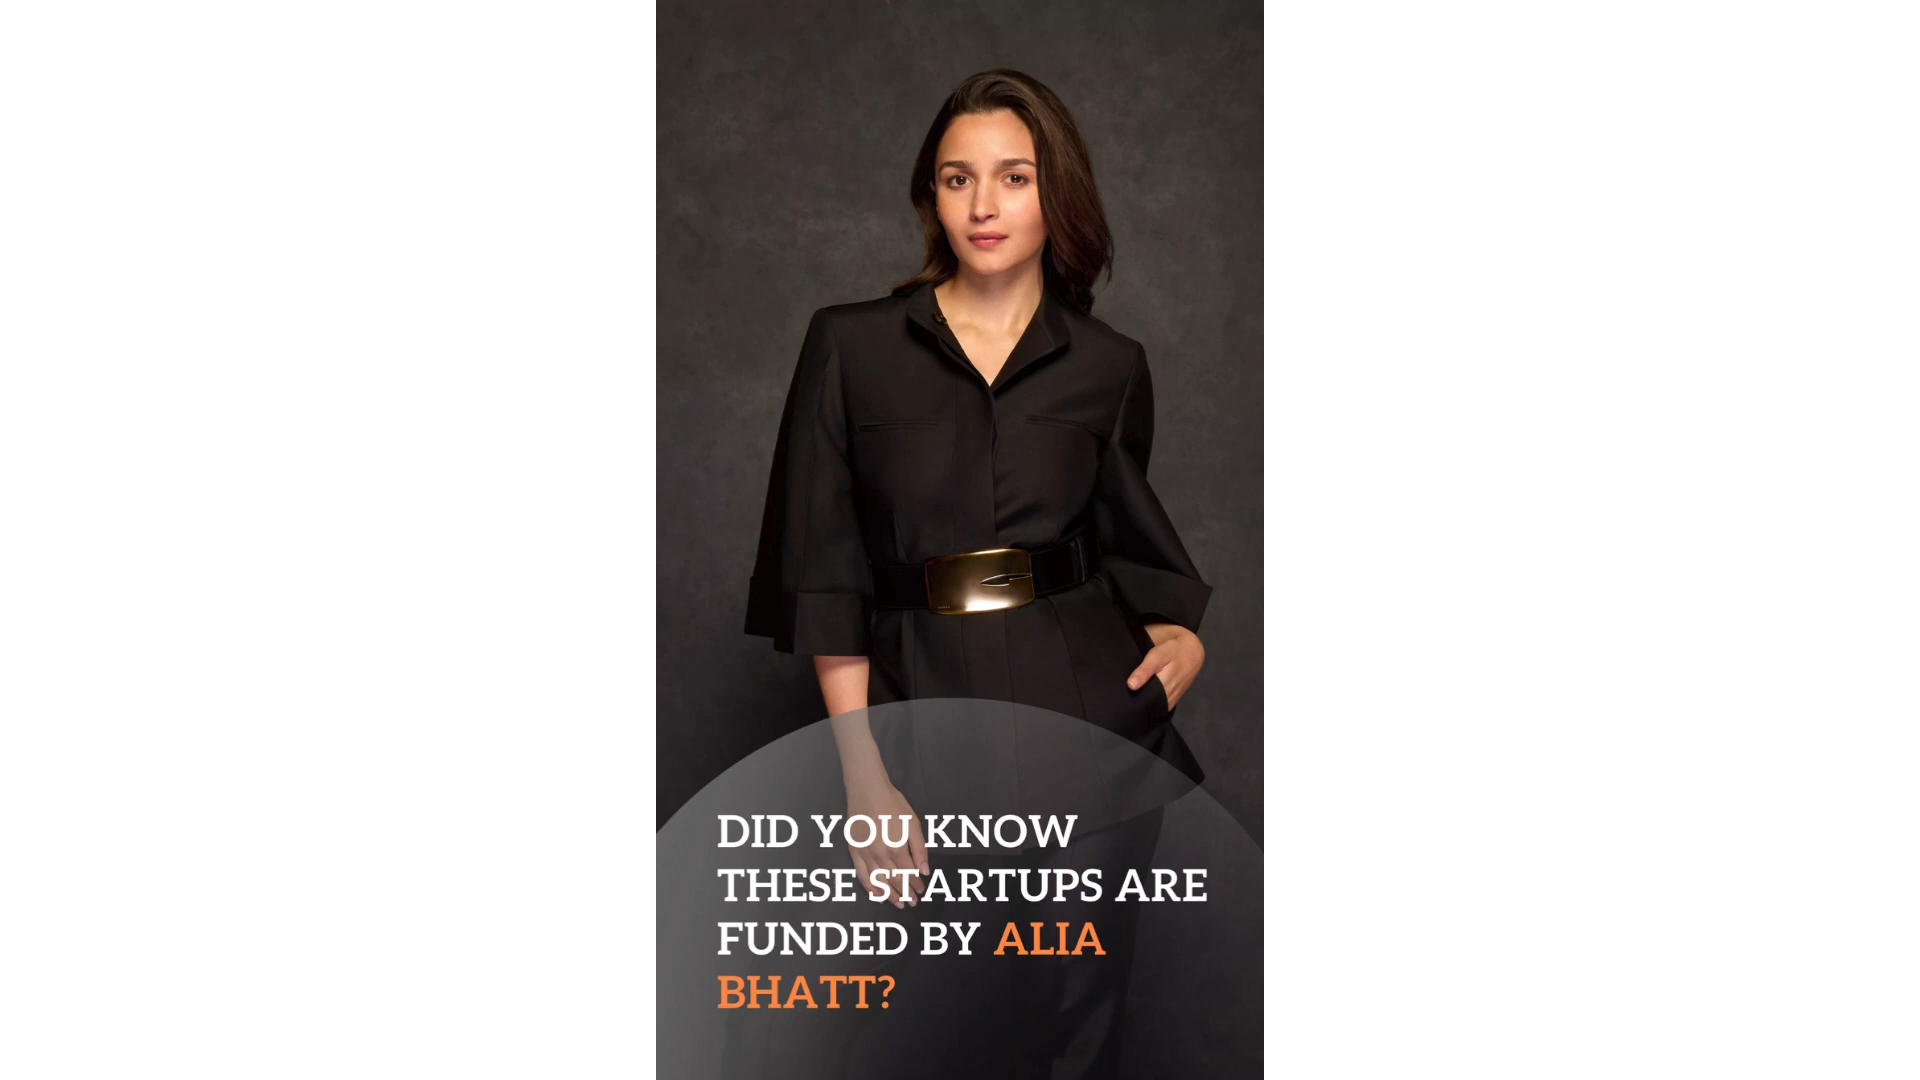 DID YOU KNOW
THESE STARTUPS ARE
FUNDED BY ALIA
BHATT?